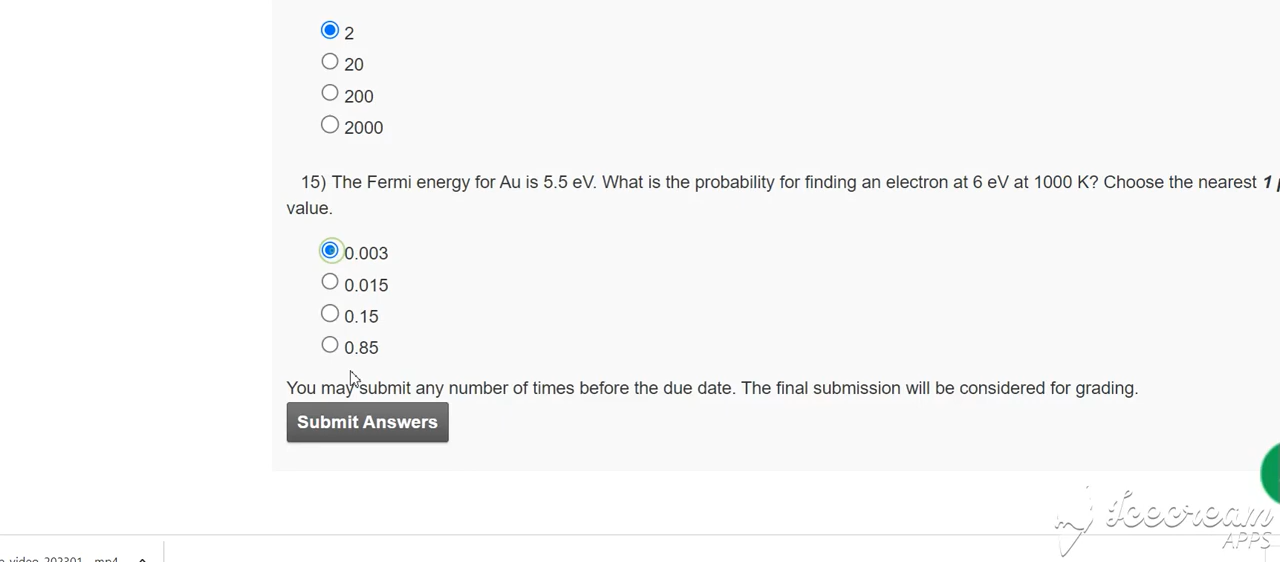 2
20
200
2000
15) The Fermi energy for Au is 5.5 eV. What is the probability for finding an electron at 6 eV at 1000 K? Choose the nearest 1
value.
0.003
0.015
0.15
0.85
You may submit any number of times before the due date. The final submission will be considered for grading.
Submit Answers
Icecream
APPS